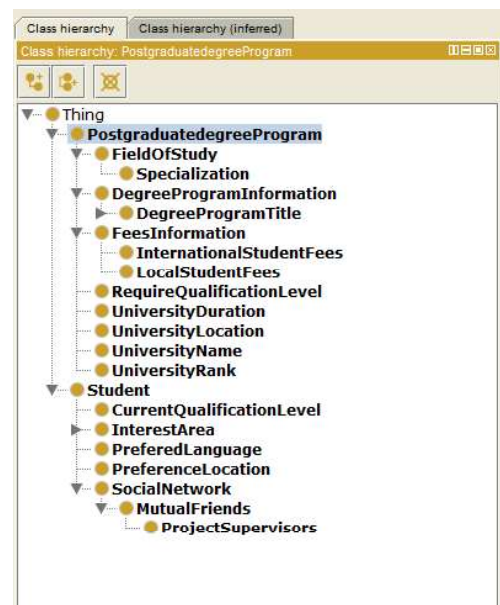 Class hierarchy Class hierarchy (inferred)
Class hierarchy: PostgraduatedegreeProgram
Thing
PostgraduatedegreeProgram
FieldOfStudy
Specialization
DegreeProgramInformation
DegreeProgramTitle
FeesInformation
InternationalStudentFees
LocalStudentFees
RequireQualificationLevel
UniversityDuration
UniversityLocation
UniversityName
UniversityRank
Student
CurrentQualificationLevel
InterestArea
PreferedLanguage
PreferenceLocation
SocialNetwork
MutualFriends
ProjectSupervisors